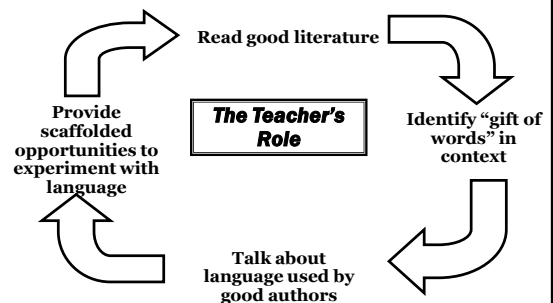 Read good literature
The Teacher's
Role
Identify “gift of
words” in
context
Talk about
language used by
good authors
Provide
scaffolded
opportunities to
experiment with
language